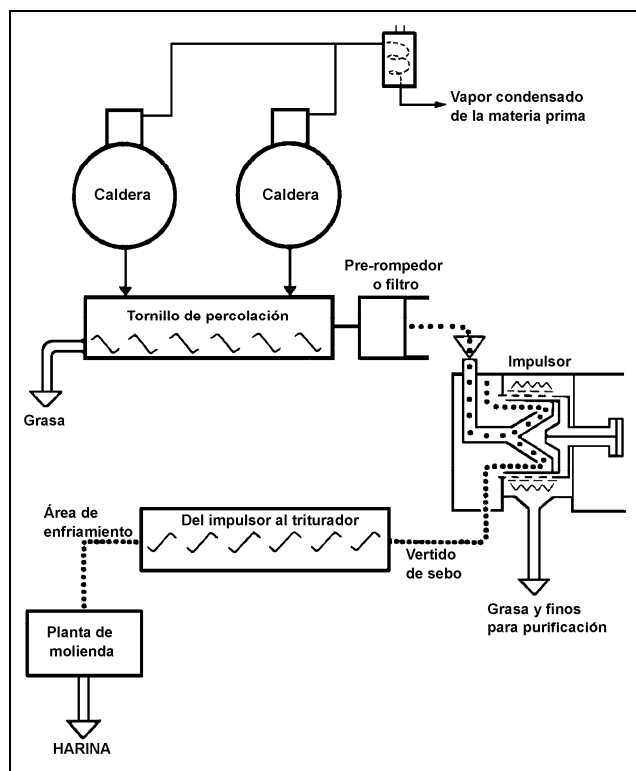 Vapor condensado
de la materia prima
Caldera
Caldera
Pre-rompedor
o filtro
Tornillo de percolación
Impulsor
Grasa
Área de
enfriamiento
Del impulsor al triturador
Vertido
de sebo
Grasa y finos
para purificación
Planta de
molienda
HARINA